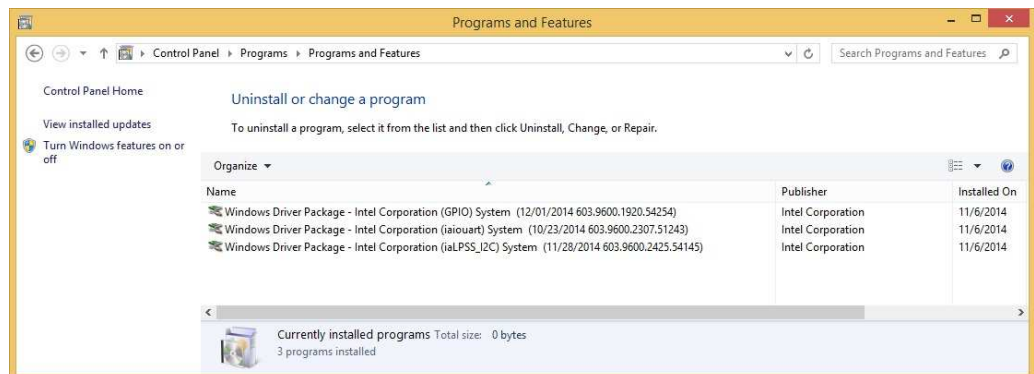 Programs and Features
Control Panel Programs Programs and Features
Search Programs and Features
Control Panel Home
View installed updates
Turn Windows features on or
off
Uninstall or change a program
To uninstall a program, select it from the list and then click Uninstall, Change, or Repair.
Organize
Name Publisher Installed On
Windows Driver Package - Intel Corporation (GPIO) System (12/01/2014 603.9600.1920.54254) Intel Corporation 11/6/2014
Windows Driver Package - Intel Corporation (iaiouart) System (10/23/2014 603.9600.2307.51243) Intel Corporation 11/6/2014
Windows Driver Package - Intel Corporation (iaLPSS_I2C) System (11/28/2014 603.9600.2425.54145) Intel Corporation 11/6/2014
Currently installed programs Total size: 0 bytes
3 programs installed